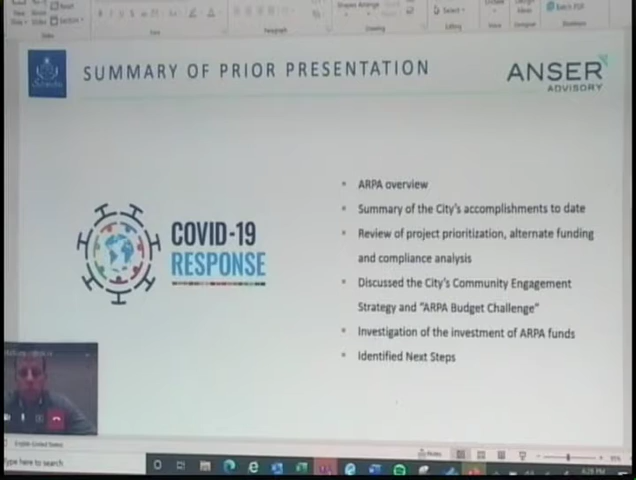 Select
SUMMARY OF PRIOR PRESENTATION
ANSER
ADVISORY
ARPA overview
Summary of the City's accomplishments to date
Review of project prioritization, alternate funding
and compliance analysis
Discussed the City's Community Engagement
Strategy and "ARPA Budget Challenge"
Investigation of the investment of ARPA funds
Identified Next Steps
COVID-19
RESPONSE
Type here to search